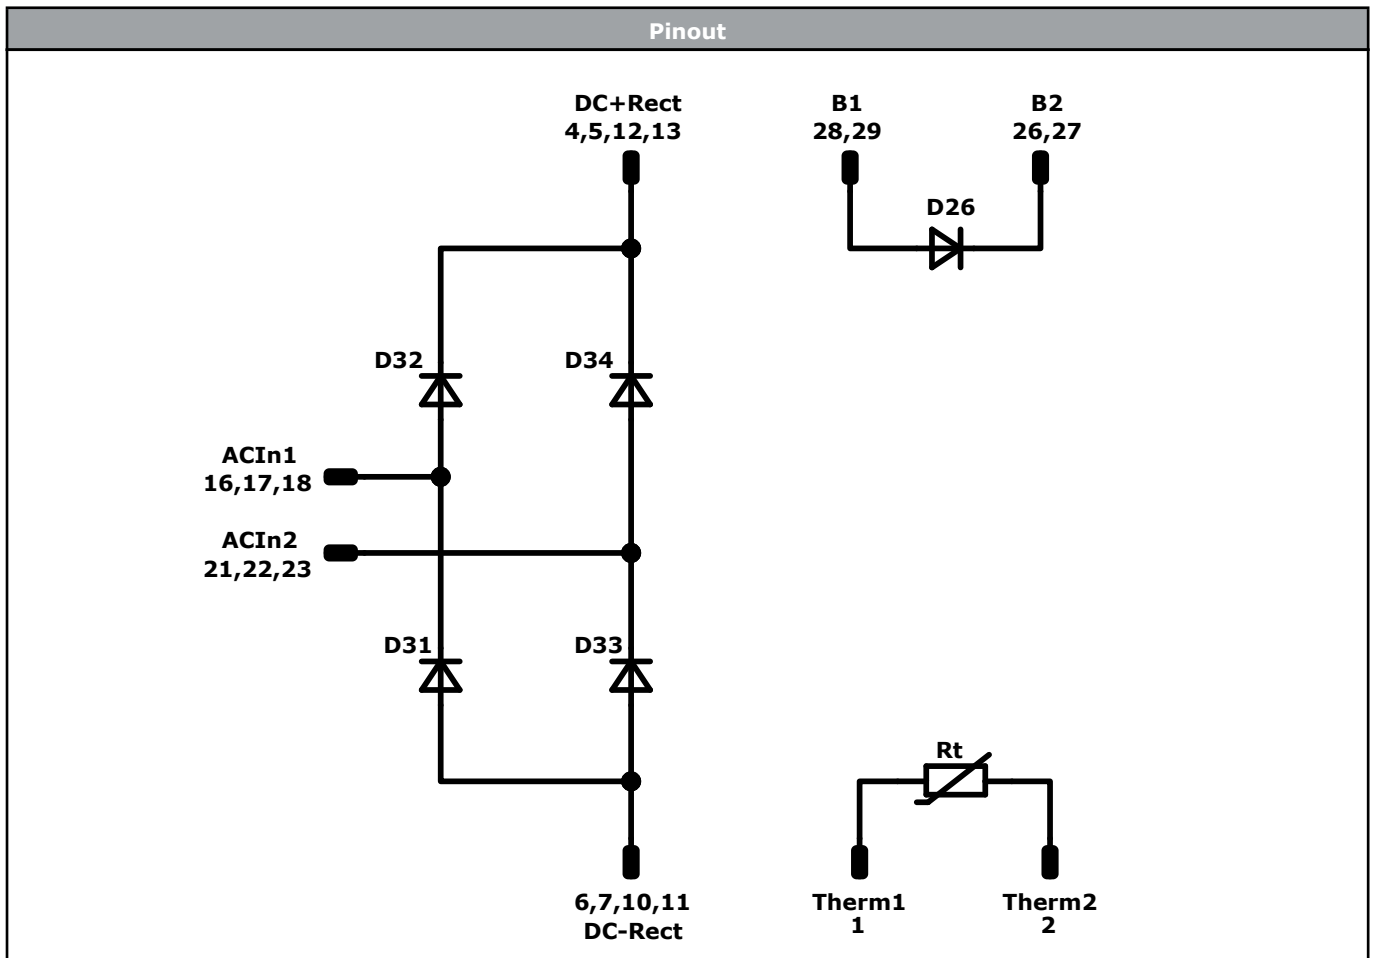 Pinout
DC+Rect
4,5,12,13
B1
28,29
B2
26,27
D26
D32
D34
ACIn1
16,17,18
ACIn2
21,22,23
D31
D33
Rt
6,7,10,11
DC-Rect
Therm1
1
Therm2
2